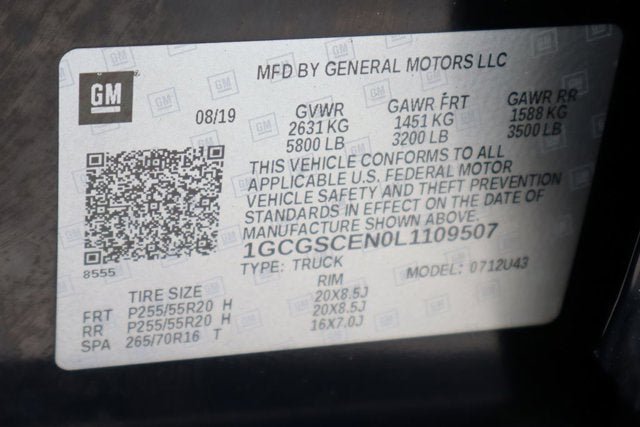 MFD BY GENERAL MOTORS LLC
GM
08/19 GVWR GAWR FRT GAWR RR
2631 KG 1451 KG 1588 KG
5800 LB 3200 LB 3500 LB
THIS VEHICLE CONFORMS TO ALL
APPLICABLE U.S. FEDERAL MOTOR
VEHICLE SAFETY AND THEFT PREVENTION
STANDARDS IN EFFECT ON THE DATE OF
MANUFACTURE SHOWN ABOVE.
1GCGSCEN0L1109507
8555
TYPE: TRUCK MODEL: 0712U43
TIRE SIZE RIM
FRT P255/55R20 H 20X8.5J
RR P255/55R20 H 20X8.5J
SPA 265/70R16 T 16X7.0J